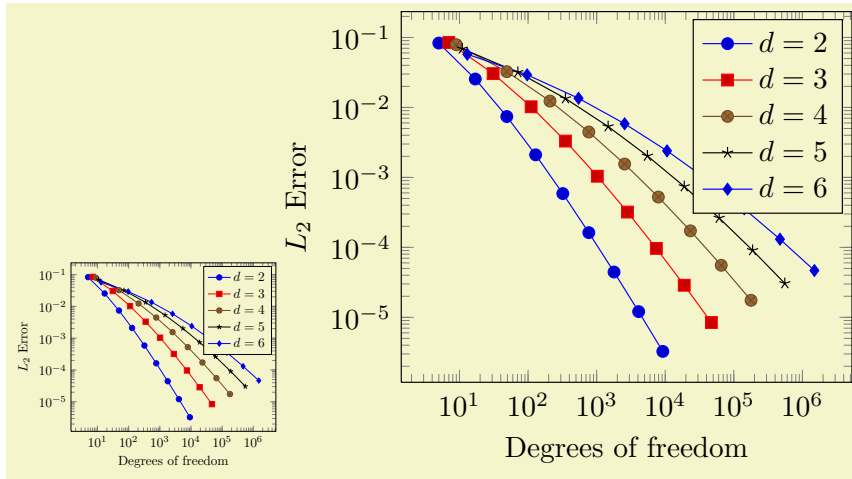 10^{-1}
10^{-2}
10^{-3}
10^{-4}
10^{-5}
L_2 Error
10^1 10^2 10^3 10^4 10^5 10^6
Degrees of freedom
d = 2
d = 3
d = 4
d = 5
d = 6
10^{-1}
10^{-2}
10^{-3}
10^{-4}
10^{-5}
L_2 Error
10^1 10^2 10^3 10^4 10^5 10^6
Degrees of freedom
d = 2
d = 3
d = 4
d = 5
d = 6